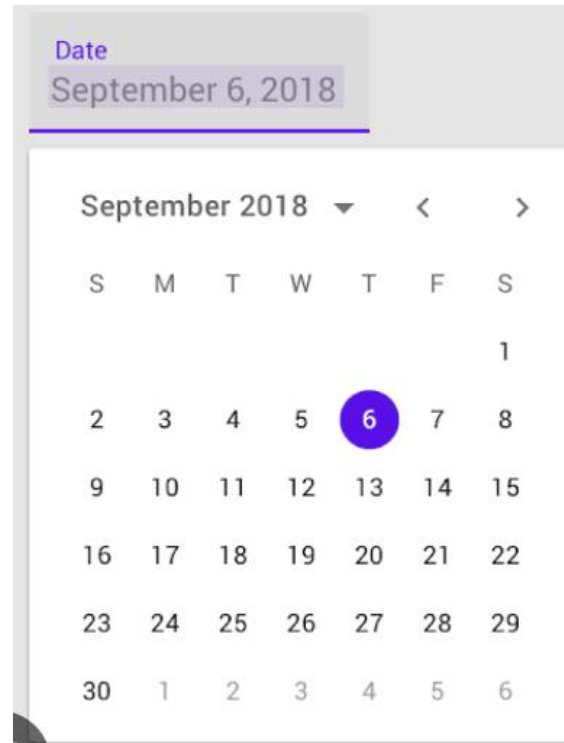 Date
September 6, 2018
September 2018
S M T W T F S
1
2 3 4 5 6 7 8
9 10 11 12 13 14 15
16 17 18 19 20 21 22
23 24 25 26 27 28 29
30 1 2 3 4 5 6